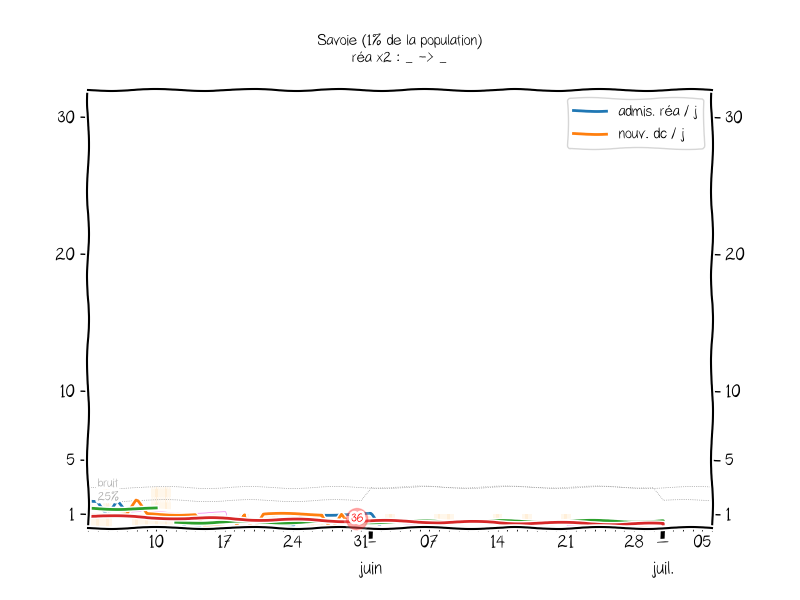 Savoie (1% de la population)
réa x2 : _ -> _
admis. réa / j
nouv. dc / j
30
30
20
20
10
10
5
5
bruit
25%
1
36
1
10 17 24 31 07 14 21 28 05
juin juil.